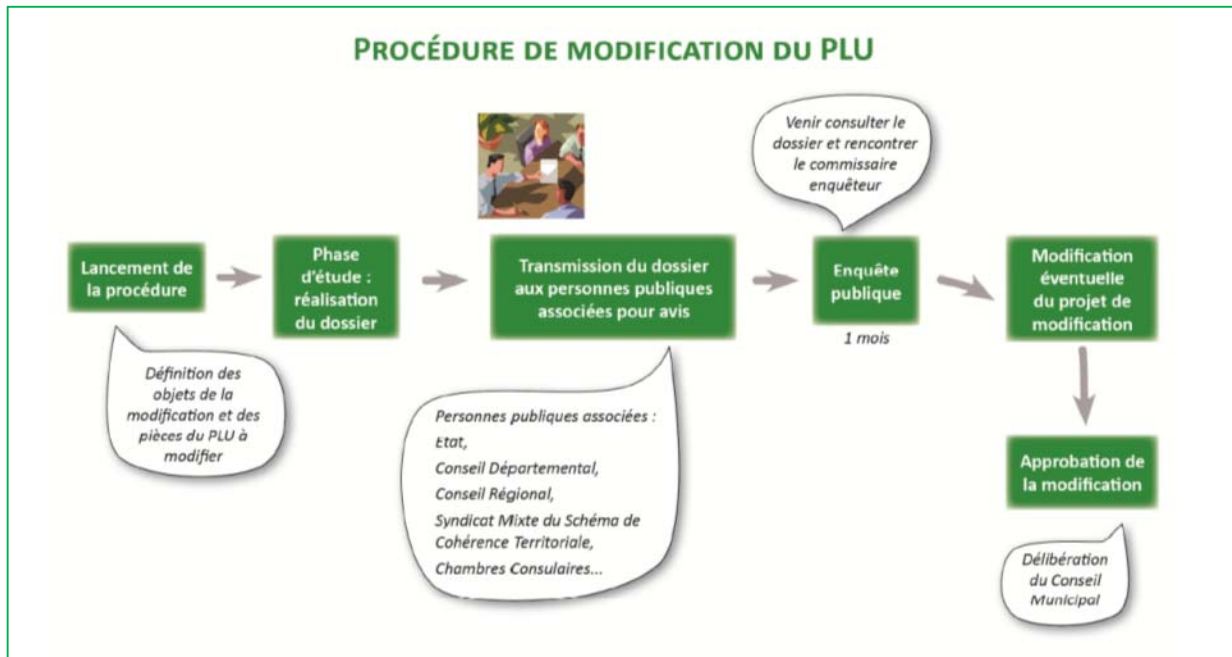 PROCÉDURE DE MODIFICATION DU PLU
Venir consulter le
dossier et rencontrer
le commissaire
enquêteur
Lancement de
la procédure
Phase
d'étude :
réalisation
du dossier
Transmission du dossier
aux personnes publiques
associées pour avis
Enquête
publique
1 mois
Modification
éventuelle
du projet de
modification
Définition des
objets de la
modification et des
pièces du PLU à
modifier
Personnes publiques associées :
Etat,
Conseil Départemental,
Conseil Régional,
Syndicat Mixte du Schéma de
Cohérence Territoriale,
Chambres Consulaires...
Approbation de
la modification
Délibération
du Conseil
Municipal